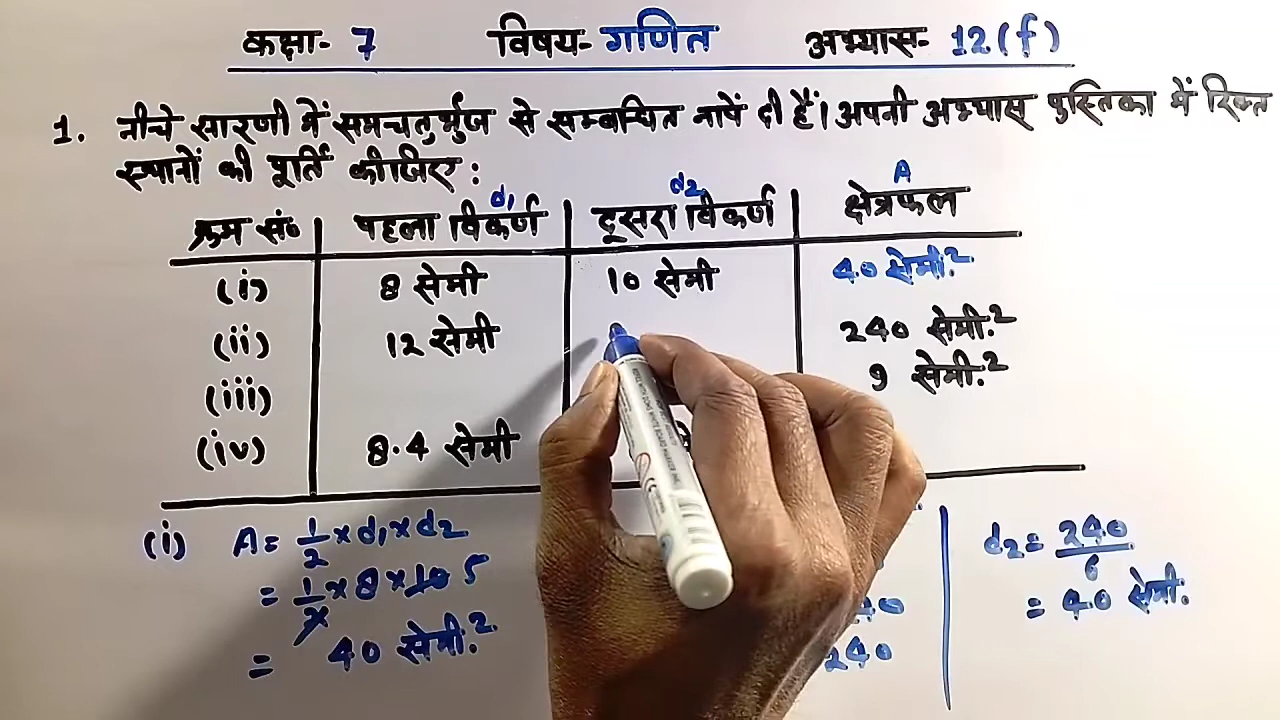 कक्षा- 7 विषय- गणित अभ्यास- 12(f)
1. नीचे सारणी में समचतुर्भुज से सम्बन्धित नापें दी हैं। अपनी अभ्यास पुस्तिका में रिक्त
स्थानों की पूर्ति कीजिए :
d1 d2 A
क्रम सं० पहला विकर्ण दूसरा विकर्ण क्षेत्रफल
(i) 8 सेमी 10 सेमी 40 सेमी.²
(ii) 12 सेमी 240 सेमी.²
(iii) 9 सेमी.²
(iv) 8.4 सेमी
(i) A = 1/2 × d1 × d2
= 1/2 × 8 × 10 5
= 40 सेमी.²
240
d2 = 240/6
= 40 सेमी.